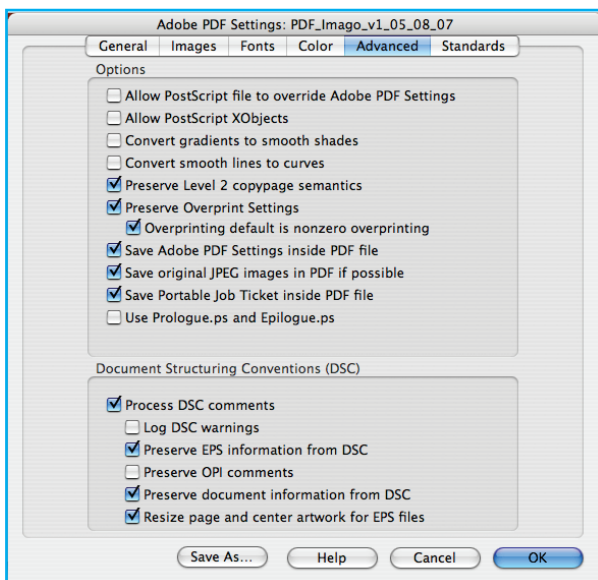 Adobe PDF Settings: PDF_Imago_v1_05_08_07
General Images Fonts Color Advanced Standards
Options
Allow PostScript file to override Adobe PDF Settings
Allow PostScript XObjects
Convert gradients to smooth shades
Convert smooth lines to curves
Preserve Level 2 copypage semantics
Preserve Overprint Settings
Overprinting default is nonzero overprinting
Save Adobe PDF Settings inside PDF file
Save original JPEG images in PDF if possible
Save Portable Job Ticket inside PDF file
Use Prologue.ps and Epilogue.ps
Document Structuring Conventions (DSC)
Process DSC comments
Log DSC warnings
Preserve EPS information from DSC
Preserve OPI comments
Preserve document information from DSC
Resize page and center artwork for EPS files
Save As... Help Cancel OK